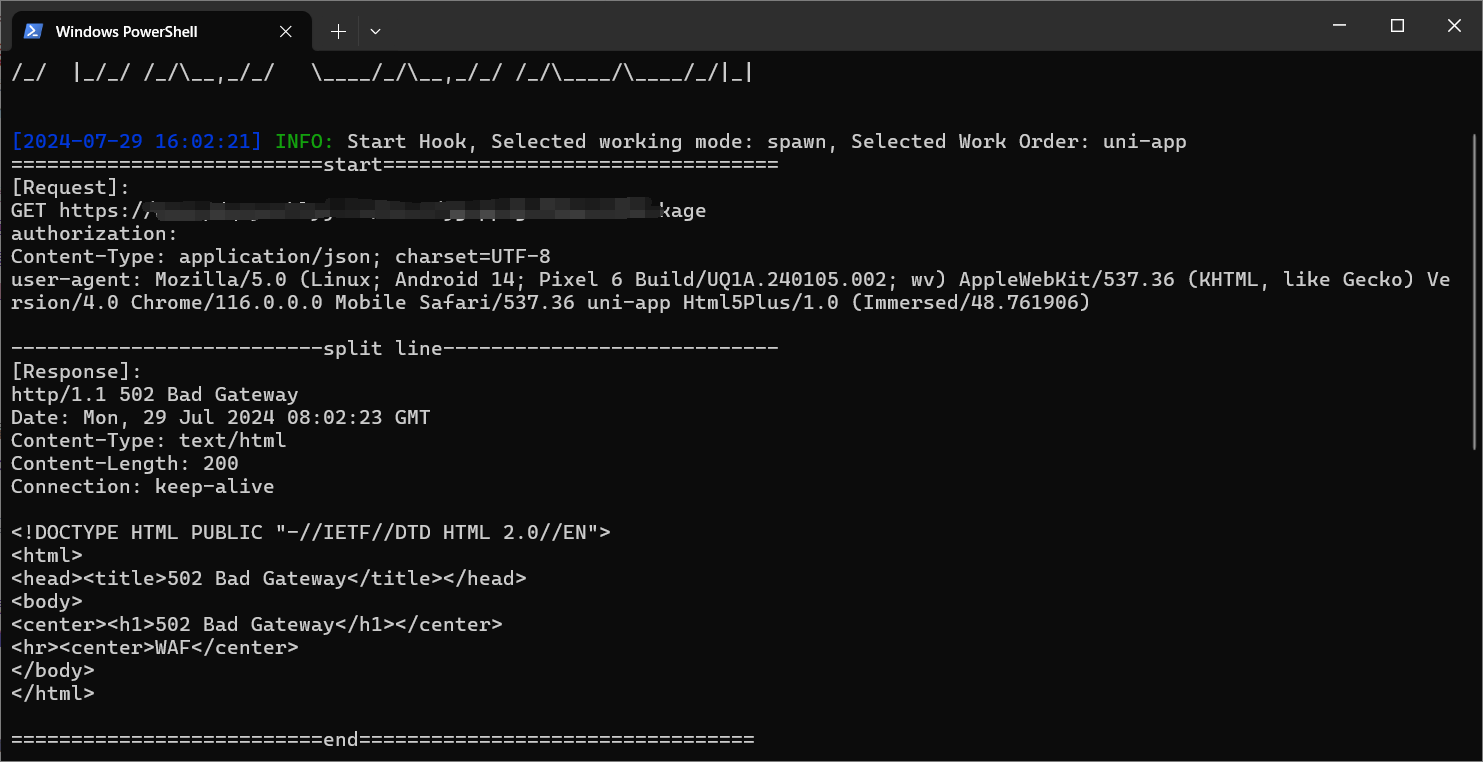 Windows PowerShell
/_/  |_/_/ /_/\__,_/_/   \____/_/\__,_/_/ /_/\____/\____/_/|_|
[2024-07-29 16:02:21] INFO: Start Hook, Selected working mode: spawn, Selected Work Order: uni-app
==========================start=================================
[Request]:
GET https://kage
authorization:
Content-Type: application/json; charset=UTF-8
user-agent: Mozilla/5.0 (Linux; Android 14; Pixel 6 Build/UQ1A.240105.002; wv) AppleWebKit/537.36 (KHTML, like Gecko) Ve
rsion/4.0 Chrome/116.0.0.0 Mobile Safari/537.36 uni-app Html5Plus/1.0 (Immersed/48.761906)
--------------------------split line----------------------------
[Response]:
http/1.1 502 Bad Gateway
Date: Mon, 29 Jul 2024 08:02:23 GMT
Content-Type: text/html
Content-Length: 200
Connection: keep-alive
<!DOCTYPE HTML PUBLIC "-//IETF//DTD HTML 2.0//EN">
<html>
<head><title>502 Bad Gateway</title></head>
<body>
<center><h1>502 Bad Gateway</h1></center>
<hr><center>WAF</center>
</body>
</html>
==========================end=================================